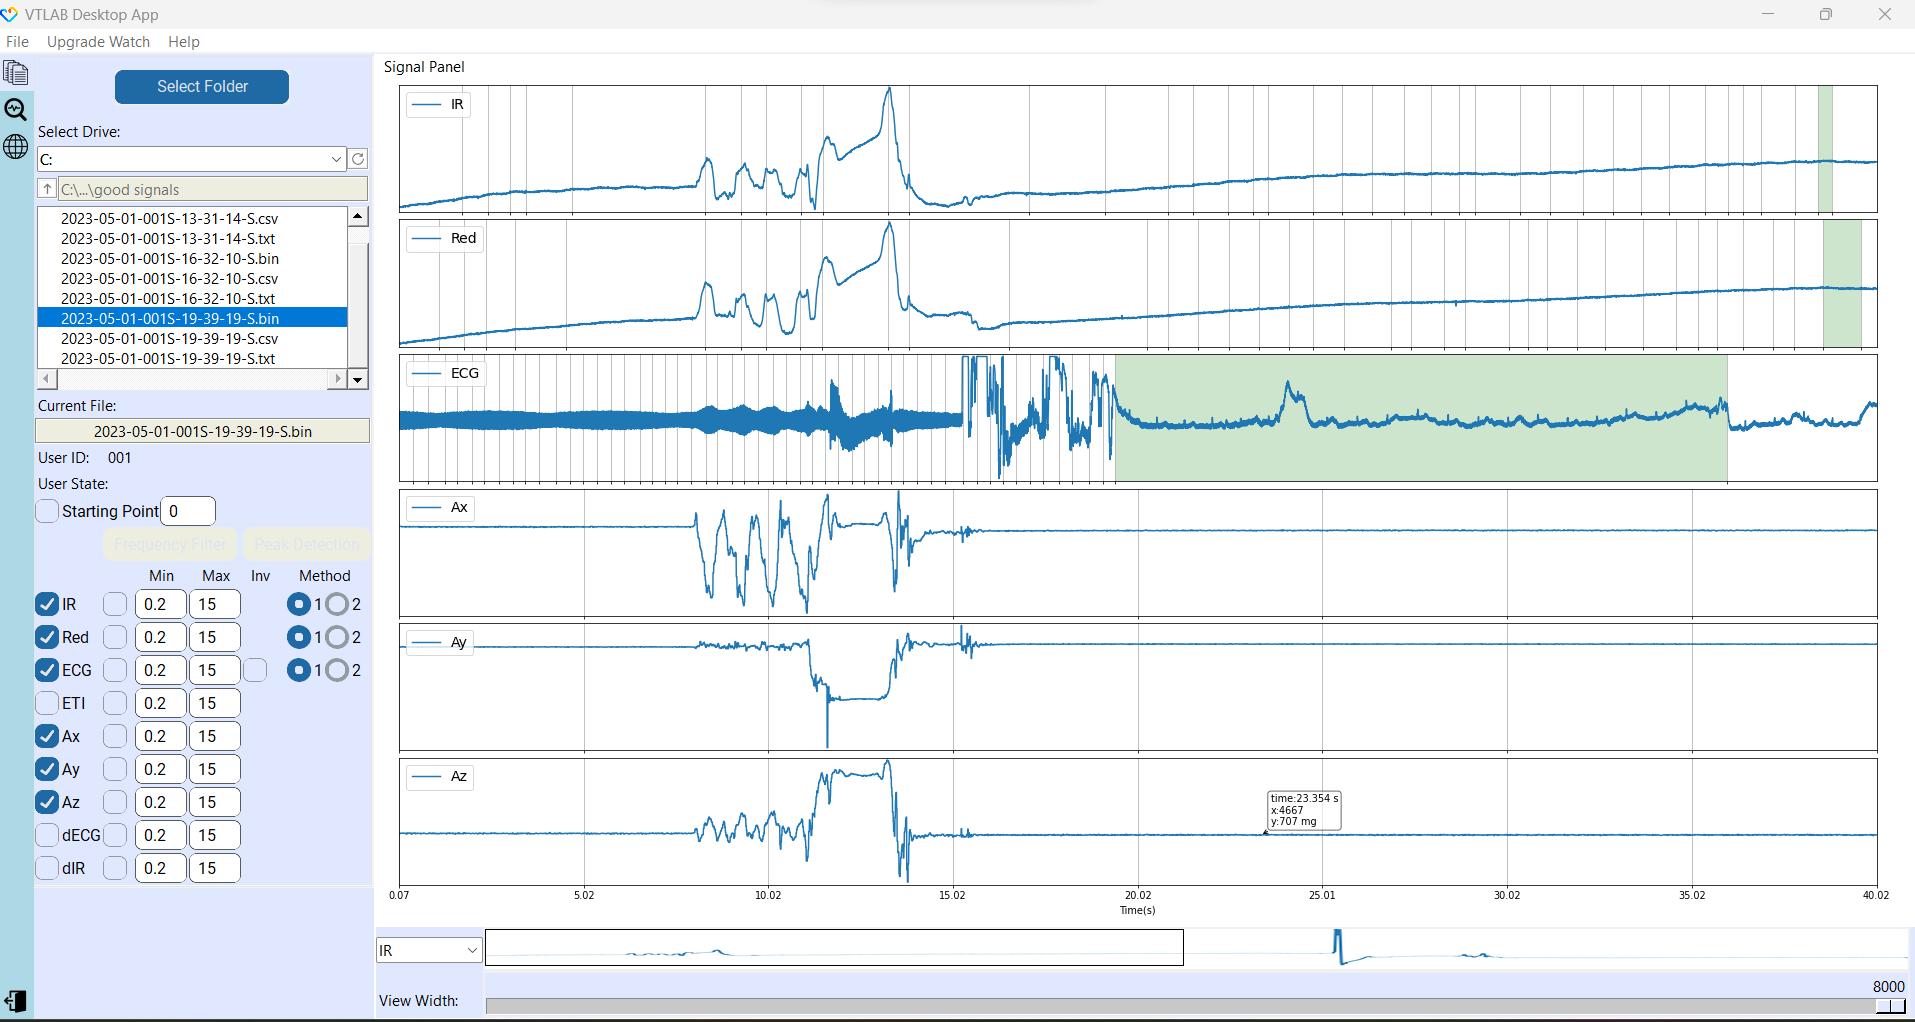 VTLAB Desktop App
File Upgrade Watch Help
Select Folder
Select Drive:
C:
C:\...\good signals
2023-05-01-001S-13-31-14-S.csv
2023-05-01-001S-13-31-14-S.txt
2023-05-01-001S-16-32-10-S.bin
2023-05-01-001S-16-32-10-S.csv
2023-05-01-001S-16-32-10-S.txt
2023-05-01-001S-19-39-19-S.bin
2023-05-01-001S-19-39-19-S.csv
2023-05-01-001S-19-39-19-S.txt
Current File:
2023-05-01-001S-19-39-19-S.bin
User ID: 001
User State:
Starting Point 0
Frequency Filter Peak Detection
Min Max Inv Method
IR 0.2 15 1 2
Red 0.2 15 1 2
ECG 0.2 15 1 2
ETI 0.2 15
Ax 0.2 15
Ay 0.2 15
Az 0.2 15
dECG 0.2 15
dIR 0.2 15
Signal Panel
IR
Red
ECG
Ax
Ay
Az
time:23.354 s
x:4667
y:707 mg
0.07 5.02 10.02 15.02 20.02 25.01 30.02 35.02 40.02
Time(s)
IR
8000
View Width: